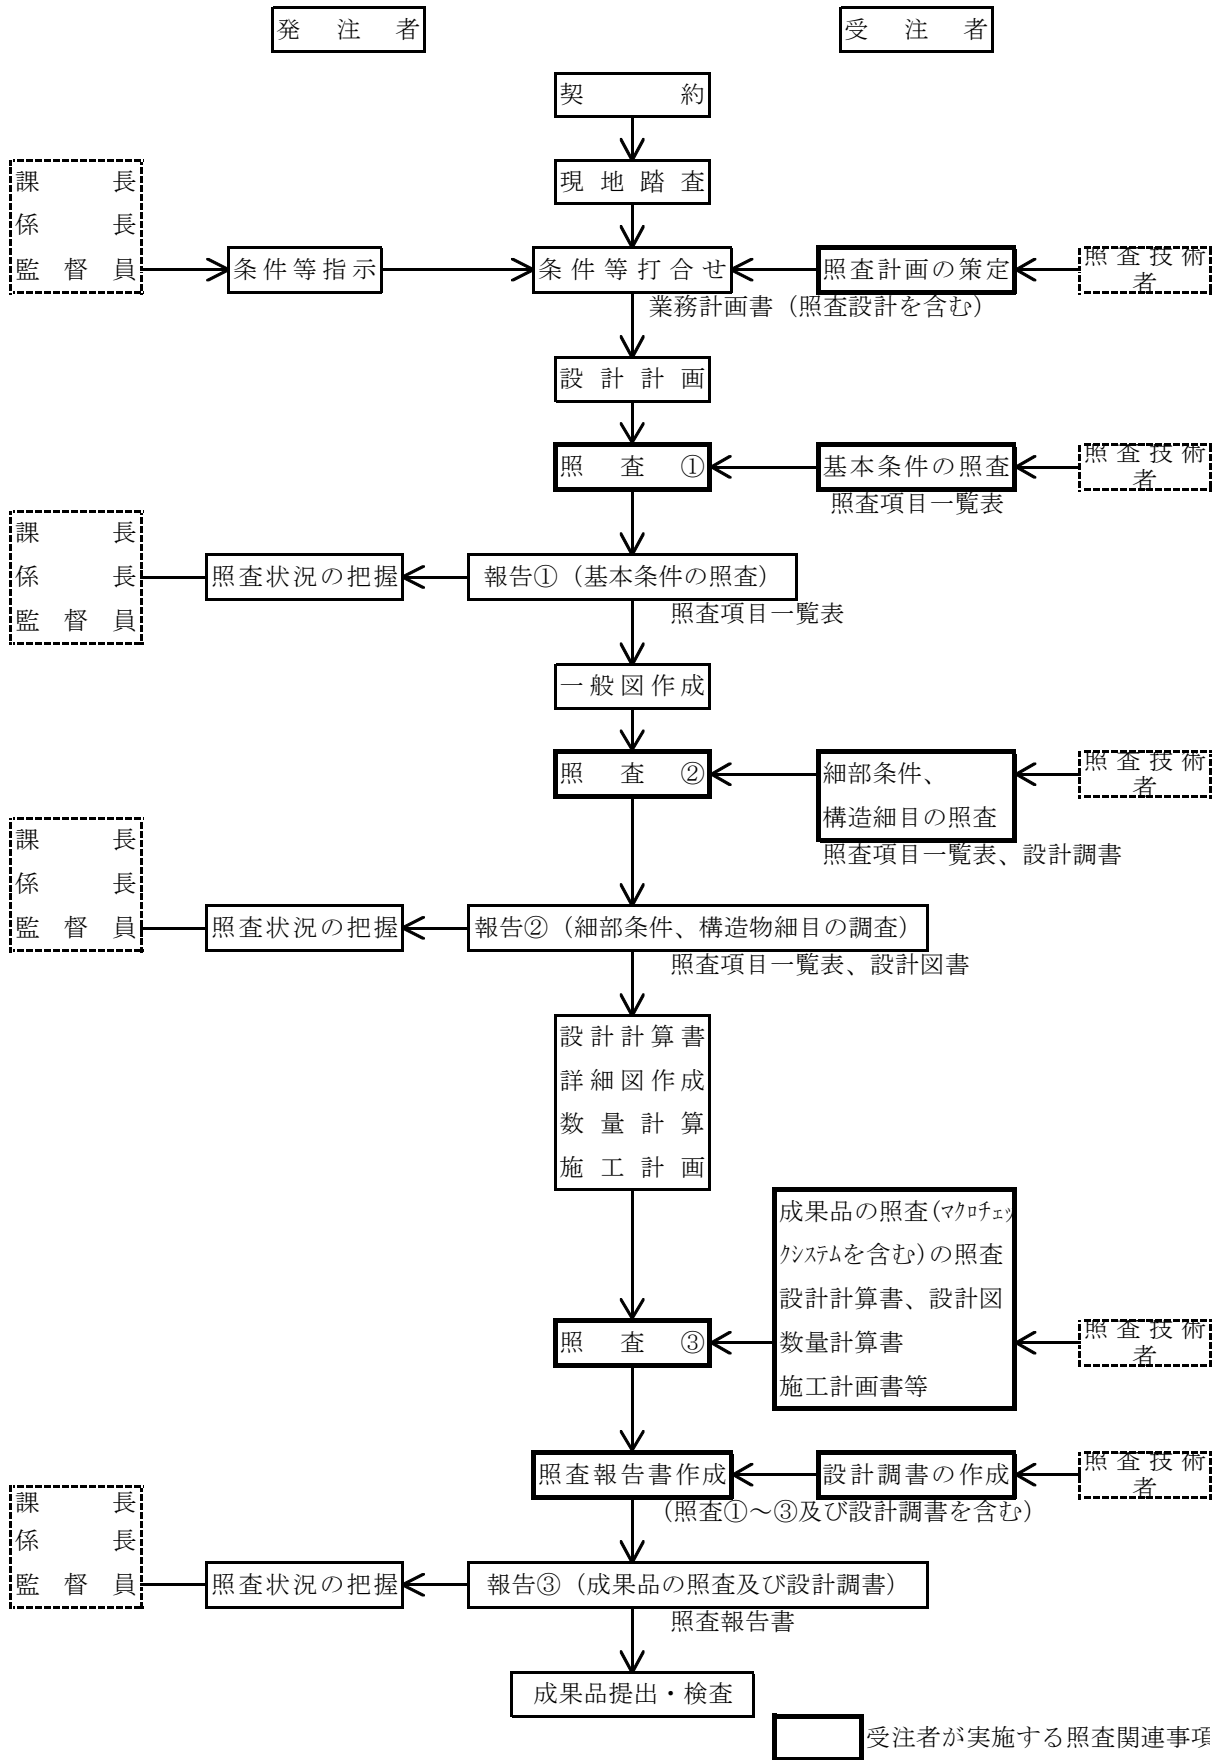 発注者
受注者
契約
現地踏査
課長
係長
監督員
条件等指示
条件等打合せ
照査計画の策定
照査技術
者
業務計画書（照査設計を含む）
設計計画
照査①
基本条件の照査
照査技術
者
照査項目一覧表
課長
係長
監督員
照査状況の把握
報告①（基本条件の照査）
照査項目一覧表
一般図作成
照査②
細部条件、
構造細目の照査
照査技術
者
照査項目一覧表、設計調書
課長
係長
監督員
照査状況の把握
報告②（細部条件、構造物細目の調査）
照査項目一覧表、設計図書
設計計算書
詳細図作成
数量計算
施工計画
成果品の照査(ﾏｸﾛﾁｪｯ
ｸｼｽﾃﾑを含む)の照査
設計計算書、設計図
数量計算書
施工計画書等
照査③
照査技術
者
照査報告書作成
設計調書の作成
照査技術
者
（照査①～③及び設計調書を含む）
課長
係長
監督員
照査状況の把握
報告③（成果品の照査及び設計調書）
照査報告書
成果品提出・検査
受注者が実施する照査関連事項